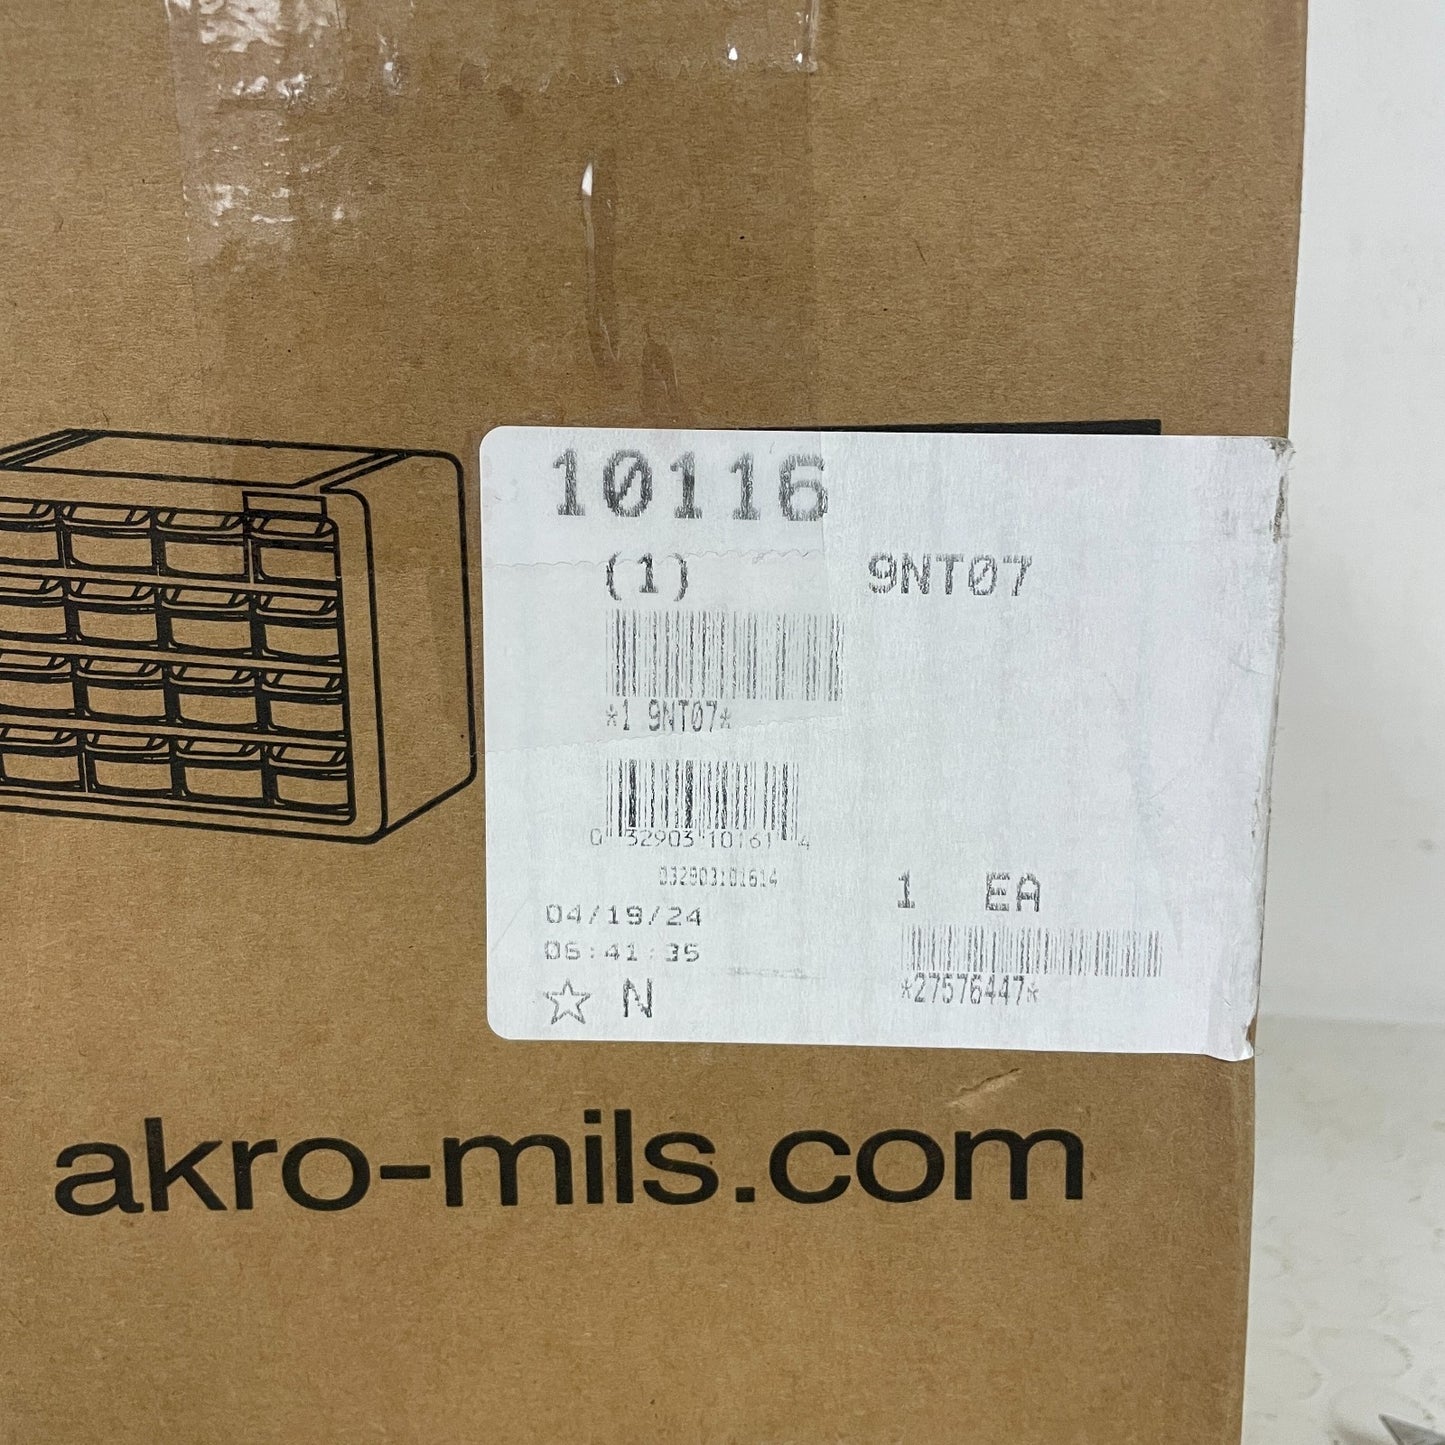 10116
(1) 9NT07
*1 9NT07*
0 32903 10161 4
032903101614
1 EA
04/19/24
06:41:35
*27576447*
☆ N
akro-mils.com